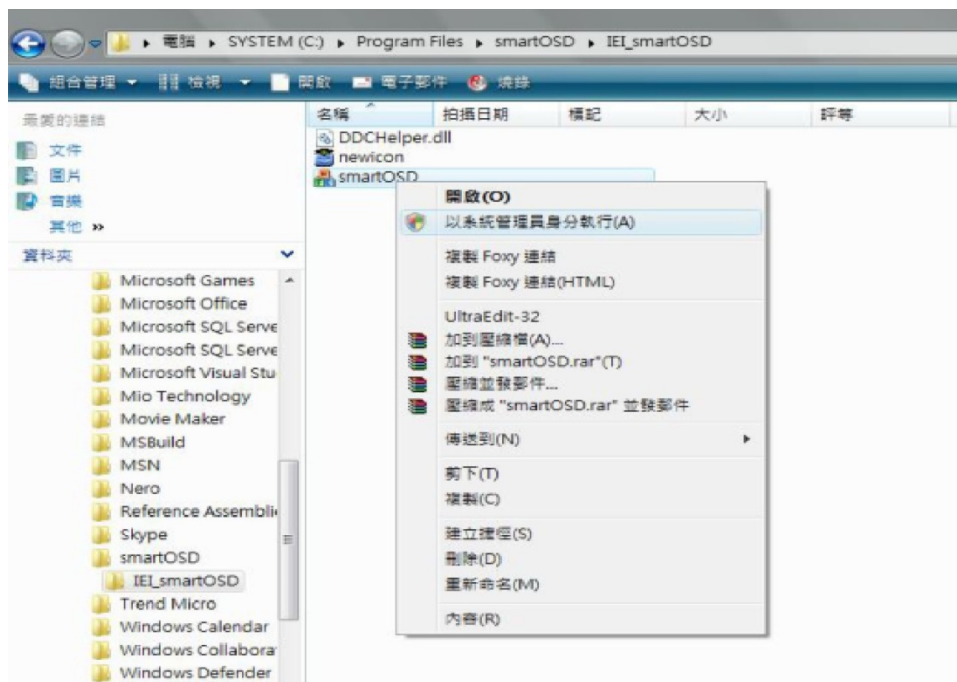 電腦 ▸ SYSTEM (C:) ▸ Program Files ▸ smartOSD ▸ IEI_smartOSD
組合管理 檢視 開啟 電子郵件 燒錄
最愛的連結
文件
圖片
音樂
其他 »
資料夾
Microsoft Games
Microsoft Office
Microsoft SQL Serve
Microsoft SQL Serve
Microsoft Visual Stu
Mio Technology
Movie Maker
MSBuild
MSN
Nero
Reference Assembli
Skype
smartOSD
IEI_smartOSD
Trend Micro
Windows Calendar
Windows Collabora
Windows Defender
名稱 拍攝日期 標記 大小 評等
DDCHelper.dll
newicon
smartOSD
開啟(O)
以系統管理員身分執行(A)
複製 Foxy 連結
複製 Foxy 連結(HTML)
UltraEdit-32
加到壓縮檔(A)...
加到 "smartOSD.rar"(T)
壓縮並發郵件...
壓縮成 "smartOSD.rar" 並發郵件
傳送到(N)
剪下(T)
複製(C)
建立捷徑(S)
刪除(D)
重新命名(M)
內容(R)